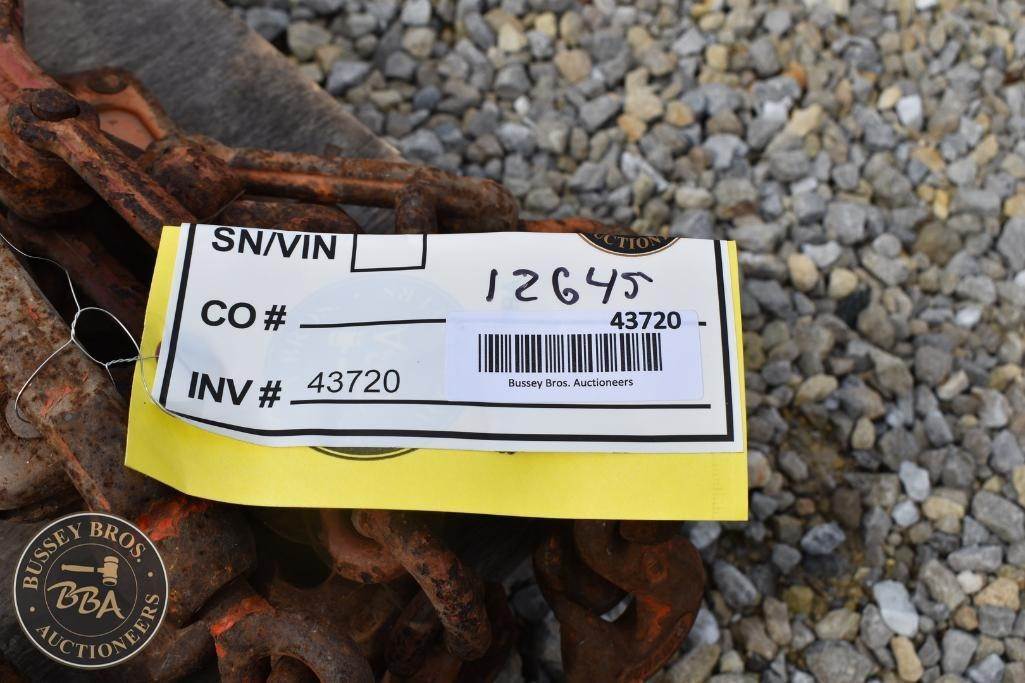 AUCTION
SN/VIN
12645
CO #
43720
Bussey Bros. Auctioneers
INV # 43720
BUSSEY BROS.
BBA
AUCTIONEERS